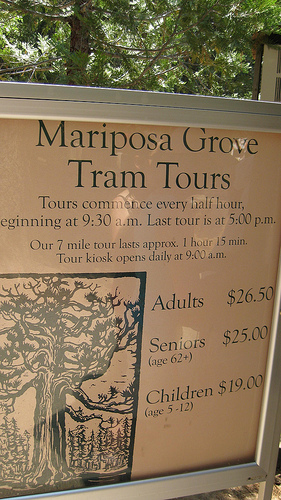 Mariposa Grove
Tram Tours
Tours commence every half hour,
eginning at 9:30 a.m. Last tour is at 5:00 p.m.
Our 7 mile tour lasts approx. 1 hour 15 min.
Tour kiosk opens daily at 9:00 a.m.
Adults $26.50
Seniors $25.00
(age 62+)
Children $19.00
(age 5 -12)